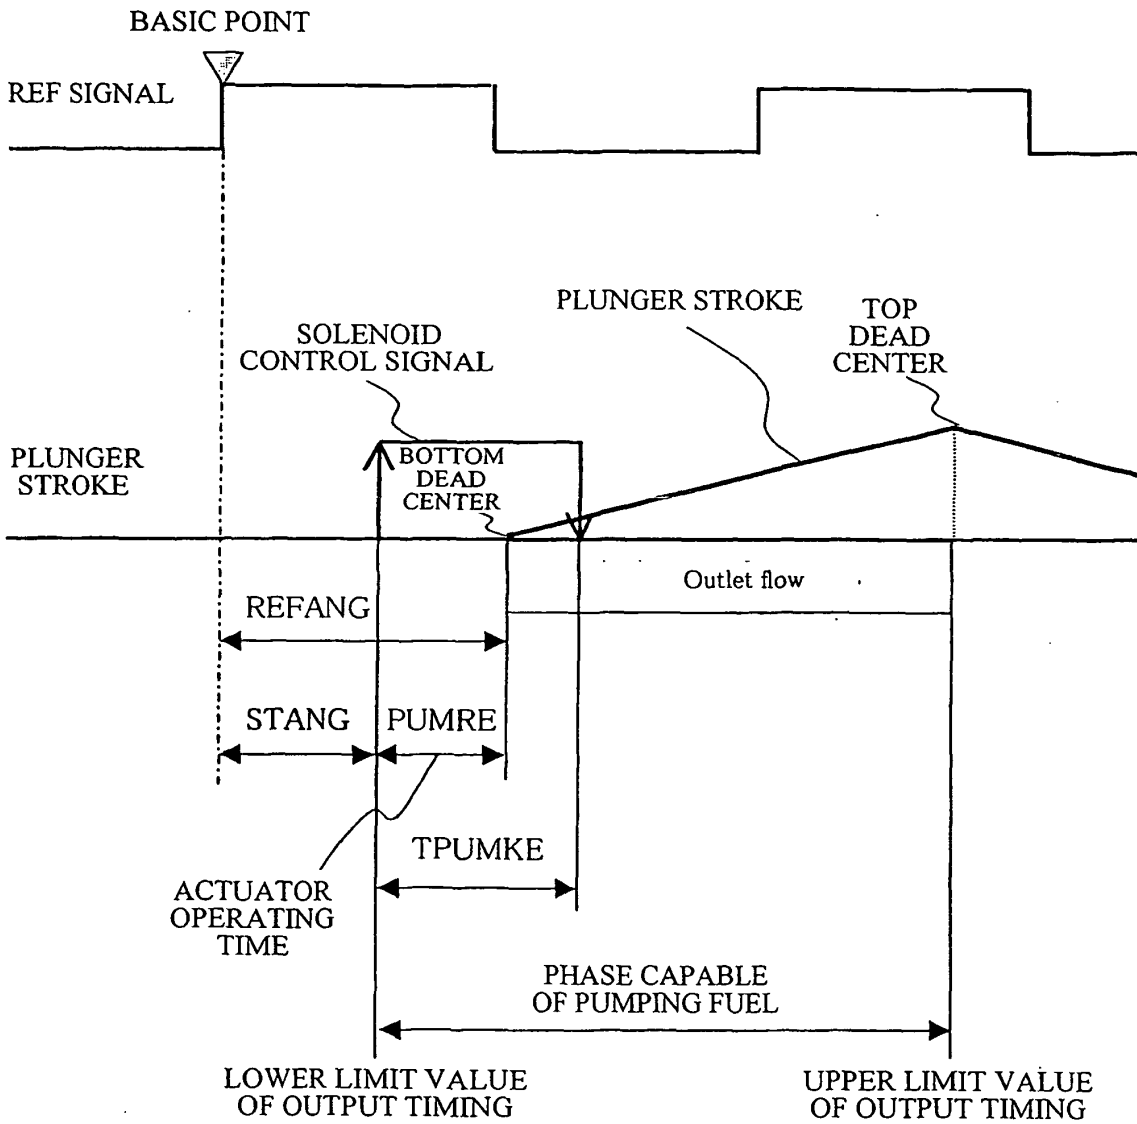 BASIC POINT
REF SIGNAL
PLUNGER STROKE
TOP
DEAD
CENTER
SOLENOID
CONTROL SIGNAL
PLUNGER
STROKE
BOTTOM
DEAD
CENTER
Outlet flow
REFANG
STANG
PUMRE
TPUMKE
ACTUATOR
OPERATING
TIME
PHASE CAPABLE
OF PUMPING FUEL
LOWER LIMIT VALUE
OF OUTPUT TIMING
UPPER LIMIT VALUE
OF OUTPUT TIMING